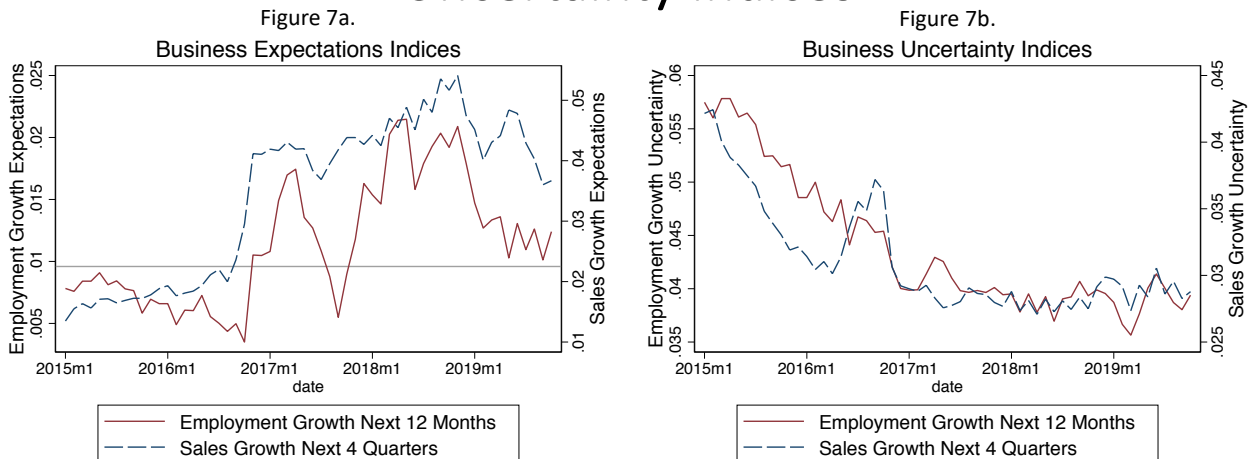 Figure 7a.
Business Expectations Indices
Employment Growth Expectations
.005 .01 .015 .02 .025
Sales Growth Expectations
.01 .02 .03 .04 .05
2015m1 2016m1 2017m1 2018m1 2019m1
date
Employment Growth Next 12 Months
Sales Growth Next 4 Quarters
Figure 7b.
Business Uncertainty Indices
Employment Growth Uncertainty
.035 .04 .045 .05 .055 .06
Sales Growth Uncertainty
.025 .03 .035 .04 .045
2015m1 2016m1 2017m1 2018m1 2019m1
date
Employment Growth Next 12 Months
Sales Growth Next 4 Quarters